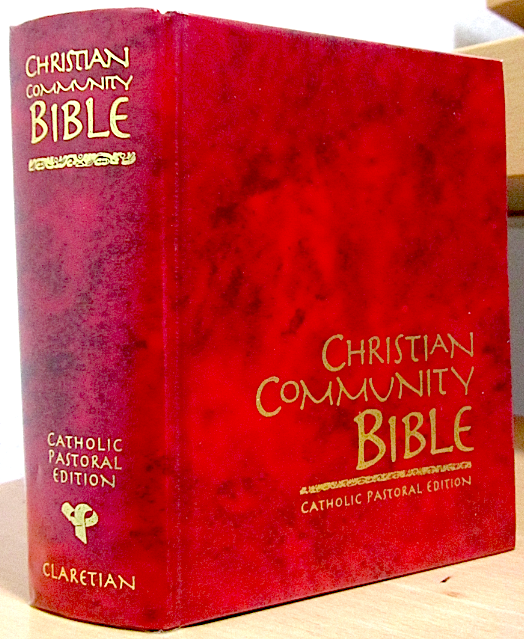 CHRISTIAN
COMMUNITY
BIBLE
CATHOLIC
PASTORAL
EDITION
CLARETIAN
CHRISTIAN
COMMUNITY
BIBLE
CATHOLIC PASTORAL EDITION